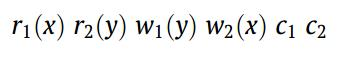 r₁(x) r₂(y) w₁(y) w₂(x) c₁ c₂